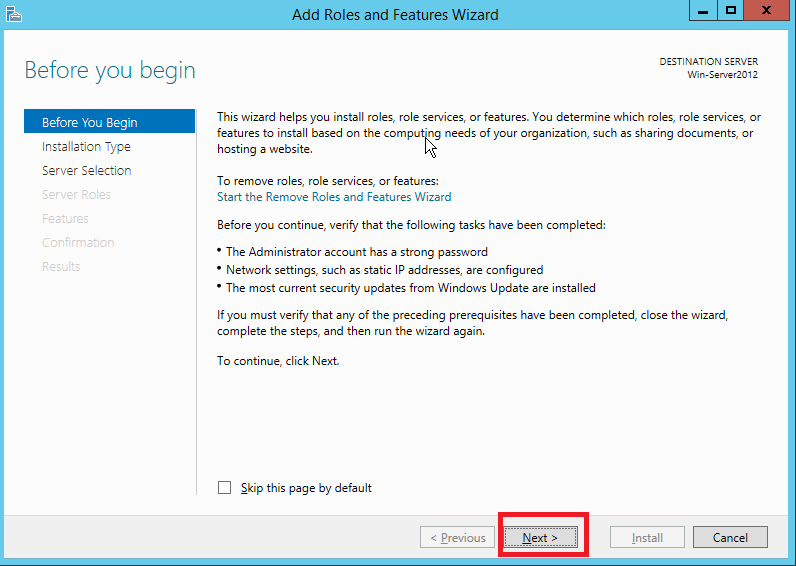 Add Roles and Features Wizard
Before you begin
DESTINATION SERVER
Win-Server2012
Before You Begin
Installation Type
Server Selection
Server Roles
Features
Confirmation
Results
This wizard helps you install roles, role services, or features. You determine which roles, role services, or
features to install based on the computing needs of your organization, such as sharing documents, or
hosting a website.
To remove roles, role services, or features:
Start the Remove Roles and Features Wizard
Before you continue, verify that the following tasks have been completed:
• The Administrator account has a strong password
• Network settings, such as static IP addresses, are configured
• The most current security updates from Windows Update are installed
If you must verify that any of the preceding prerequisites have been completed, close the wizard,
complete the steps, and then run the wizard again.
To continue, click Next.
Skip this page by default
< Previous
Next >
Install
Cancel